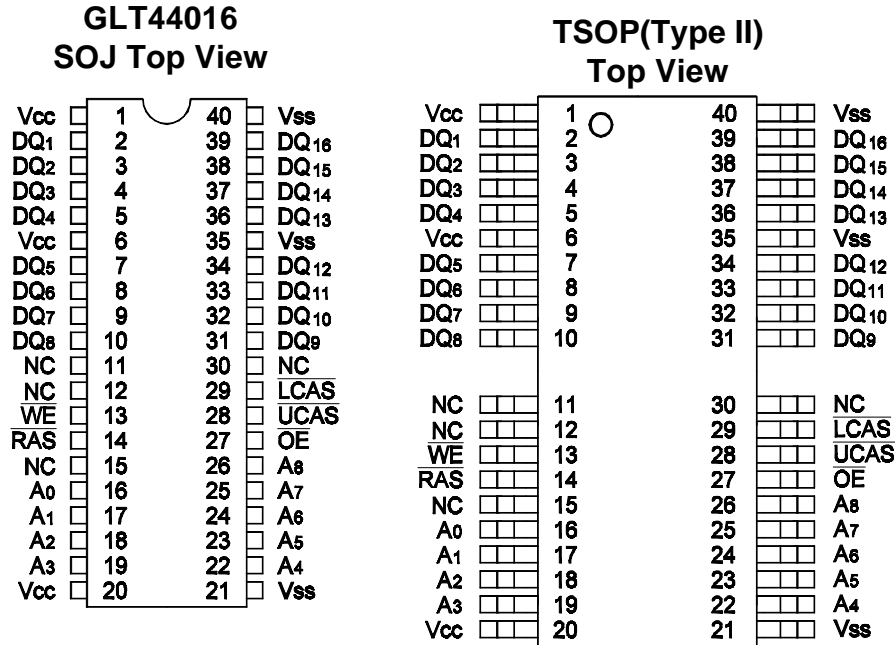 GLT44016
SOJ Top View
Vcc 1 40 Vss
DQ1 2 39 DQ16
DQ2 3 38 DQ15
DQ3 4 37 DQ14
DQ4 5 36 DQ13
Vcc 6 35 Vss
DQ5 7 34 DQ12
DQ6 8 33 DQ11
DQ7 9 32 DQ10
DQ8 10 31 DQ9
NC 11 30 NC
NC 12 29 LCAS
WE 13 28 UCAS
RAS 14 27 OE
NC 15 26 A8
A0 16 25 A7
A1 17 24 A6
A2 18 23 A5
A3 19 22 A4
Vcc 20 21 Vss
TSOP(Type II)
Top View
Vcc 1 40 Vss
DQ1 2 39 DQ16
DQ2 3 38 DQ15
DQ3 4 37 DQ14
DQ4 5 36 DQ13
Vcc 6 35 Vss
DQ5 7 34 DQ12
DQ6 8 33 DQ11
DQ7 9 32 DQ10
DQ8 10 31 DQ9
NC 11 30 NC
NC 12 29 LCAS
WE 13 28 UCAS
RAS 14 27 OE
NC 15 26 A8
A0 16 25 A7
A1 17 24 A6
A2 18 23 A5
A3 19 22 A4
Vcc 20 21 Vss